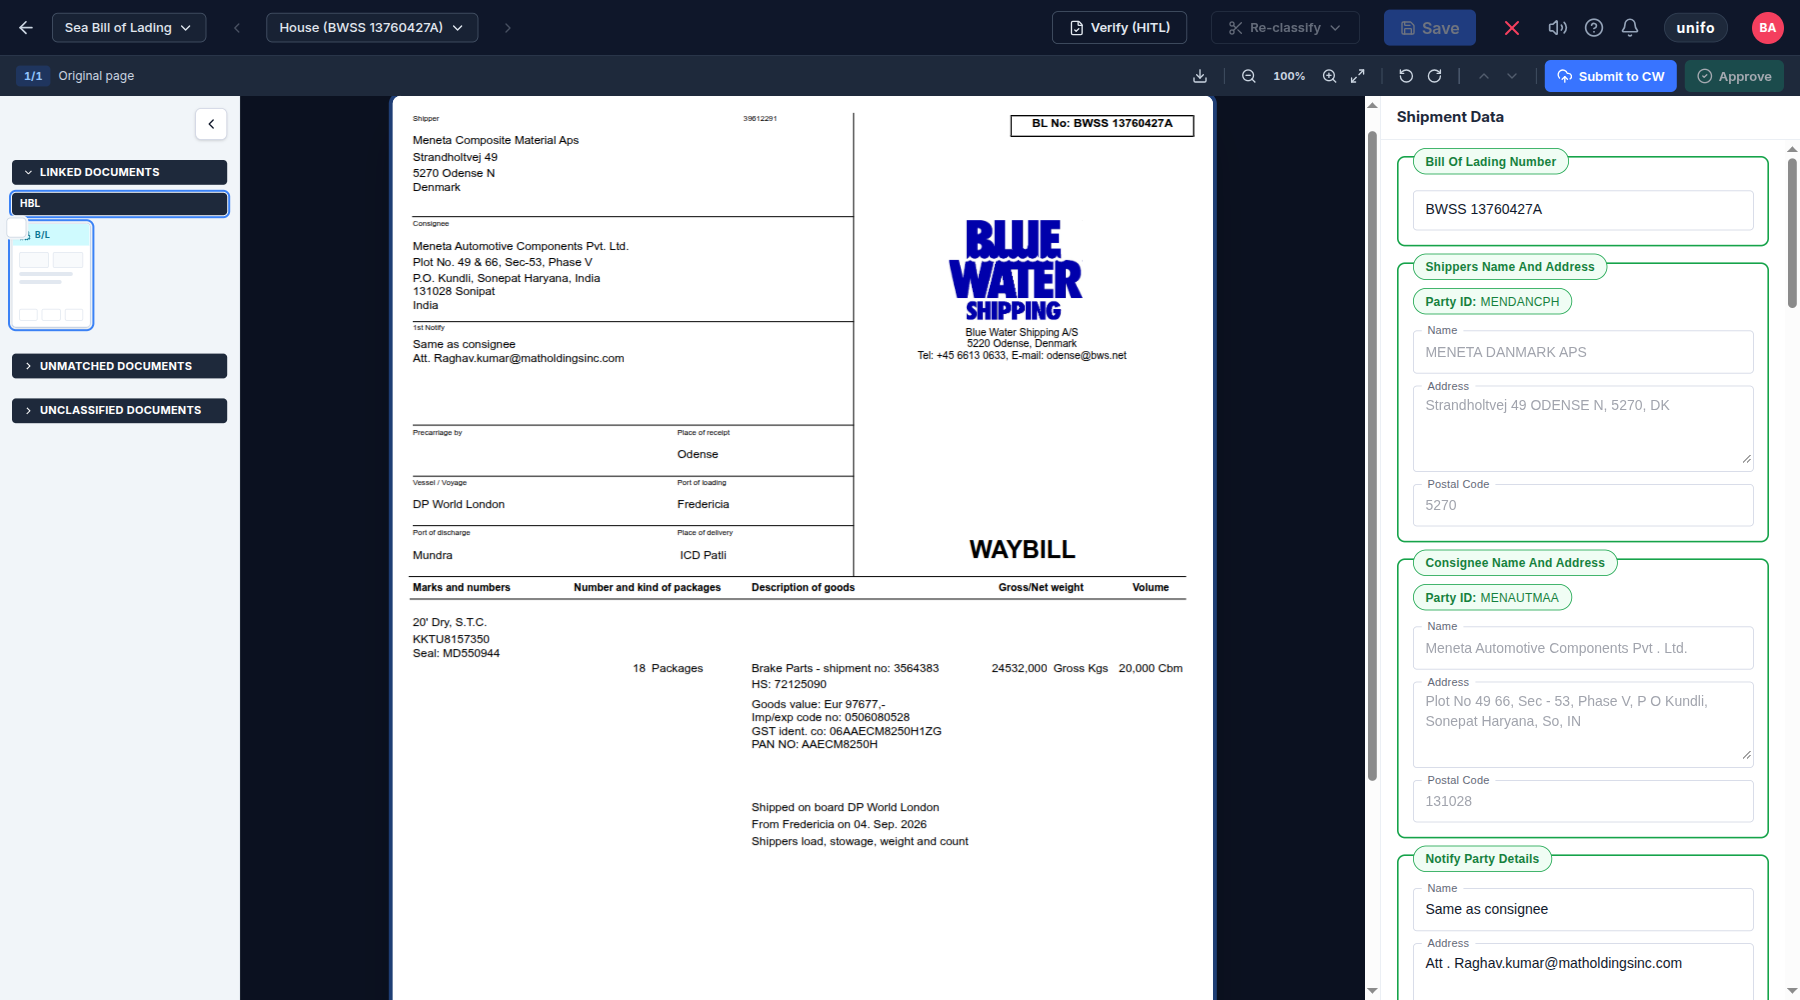 Sea Bill of Lading
House (BWSS 13760427A)
Verify (HITL)
Re-classify
Save
unifo
BA
1/1 Original page
100%
Submit to CW
Approve
LINKED DOCUMENTS
HBL
B/L
UNMATCHED DOCUMENTS
UNCLASSIFIED DOCUMENTS
Shipper 39612291
BL No: BWSS 13760427A
Meneta Composite Material Aps
Strandholtvej 49
5270 Odense N
Denmark
Consignee
Meneta Automotive Components Pvt. Ltd.
Plot No. 49 & 66, Sec-53, Phase V
P.O. Kundli, Sonepat Haryana, India
131028 Sonipat
India
1st Notify
Same as consignee
Att. Raghav.kumar@matholdingsinc.com
BLUE
WATER
SHIPPING
Blue Water Shipping A/S
5220 Odense, Denmark
Tel: +45 6613 0633, E-mail: odense@bws.net
Precarriage by Place of receipt
Odense
Vessel / Voyage Port of loading
DP World London Fredericia
Port of discharge Place of delivery
Mundra ICD Patli
WAYBILL
Marks and numbers Number and kind of packages Description of goods Gross/Net weight Volume
20' Dry, S.T.C.
KKTU8157350
Seal: MD550944
18 Packages Brake Parts - shipment no: 3564383 24532,000 Gross Kgs 20,000 Cbm
HS: 72125090
Goods value: Eur 97677,-
Imp/exp code no: 0506080528
GST ident. co: 06AAECM8250H1ZG
PAN NO: AAECM8250H
Shipped on board DP World London
From Fredericia on 04. Sep. 2026
Shippers load, stowage, weight and count
Shipment Data
Bill Of Lading Number
BWSS 13760427A
Shippers Name And Address
Party ID: MENDANCPH
Name
MENETA DANMARK APS
Address
Strandholtvej 49 ODENSE N, 5270, DK
Postal Code
5270
Consignee Name And Address
Party ID: MENAUTMAA
Name
Meneta Automotive Components Pvt . Ltd.
Address
Plot No 49 66, Sec - 53, Phase V, P O Kundli,
Sonepat Haryana, So, IN
Postal Code
131028
Notify Party Details
Name
Same as consignee
Address
Att . Raghav.kumar@matholdingsinc.com